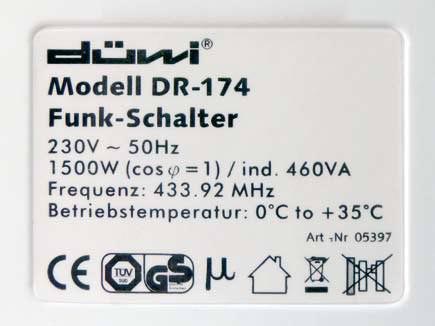 düwi®
Modell DR-174
Funk-Schalter
230V ~ 50Hz
1500W (cos φ = 1) / ind. 460VA
Frequenz: 433.92 MHz
Betriebstemperatur: 0°C to +35°C
Art.-Nr 05397
CE TÜV SÜD GS µ